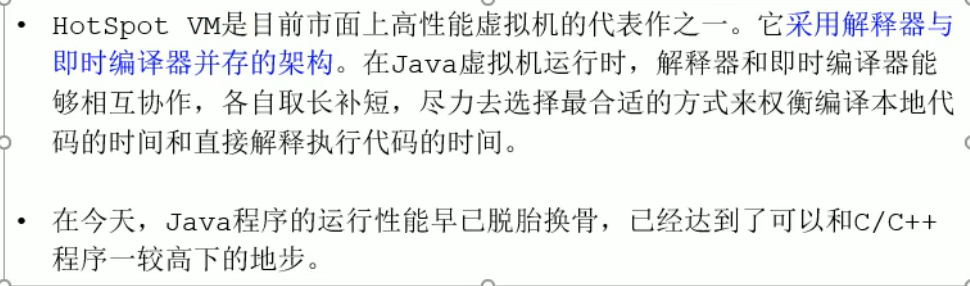 • HotSpot VM是目前市面上高性能虚拟机的代表作之一。它采用解释器与
即时编译器并存的架构。在Java虚拟机运行时，解释器和即时编译器能
够相互协作，各自取长补短，尽力去选择最合适的方式来权衡编译本地代
码的时间和直接解释执行代码的时间。
• 在今天，Java程序的运行性能早已脱胎换骨，已经达到了可以和C/C++
程序一较高下的地步。